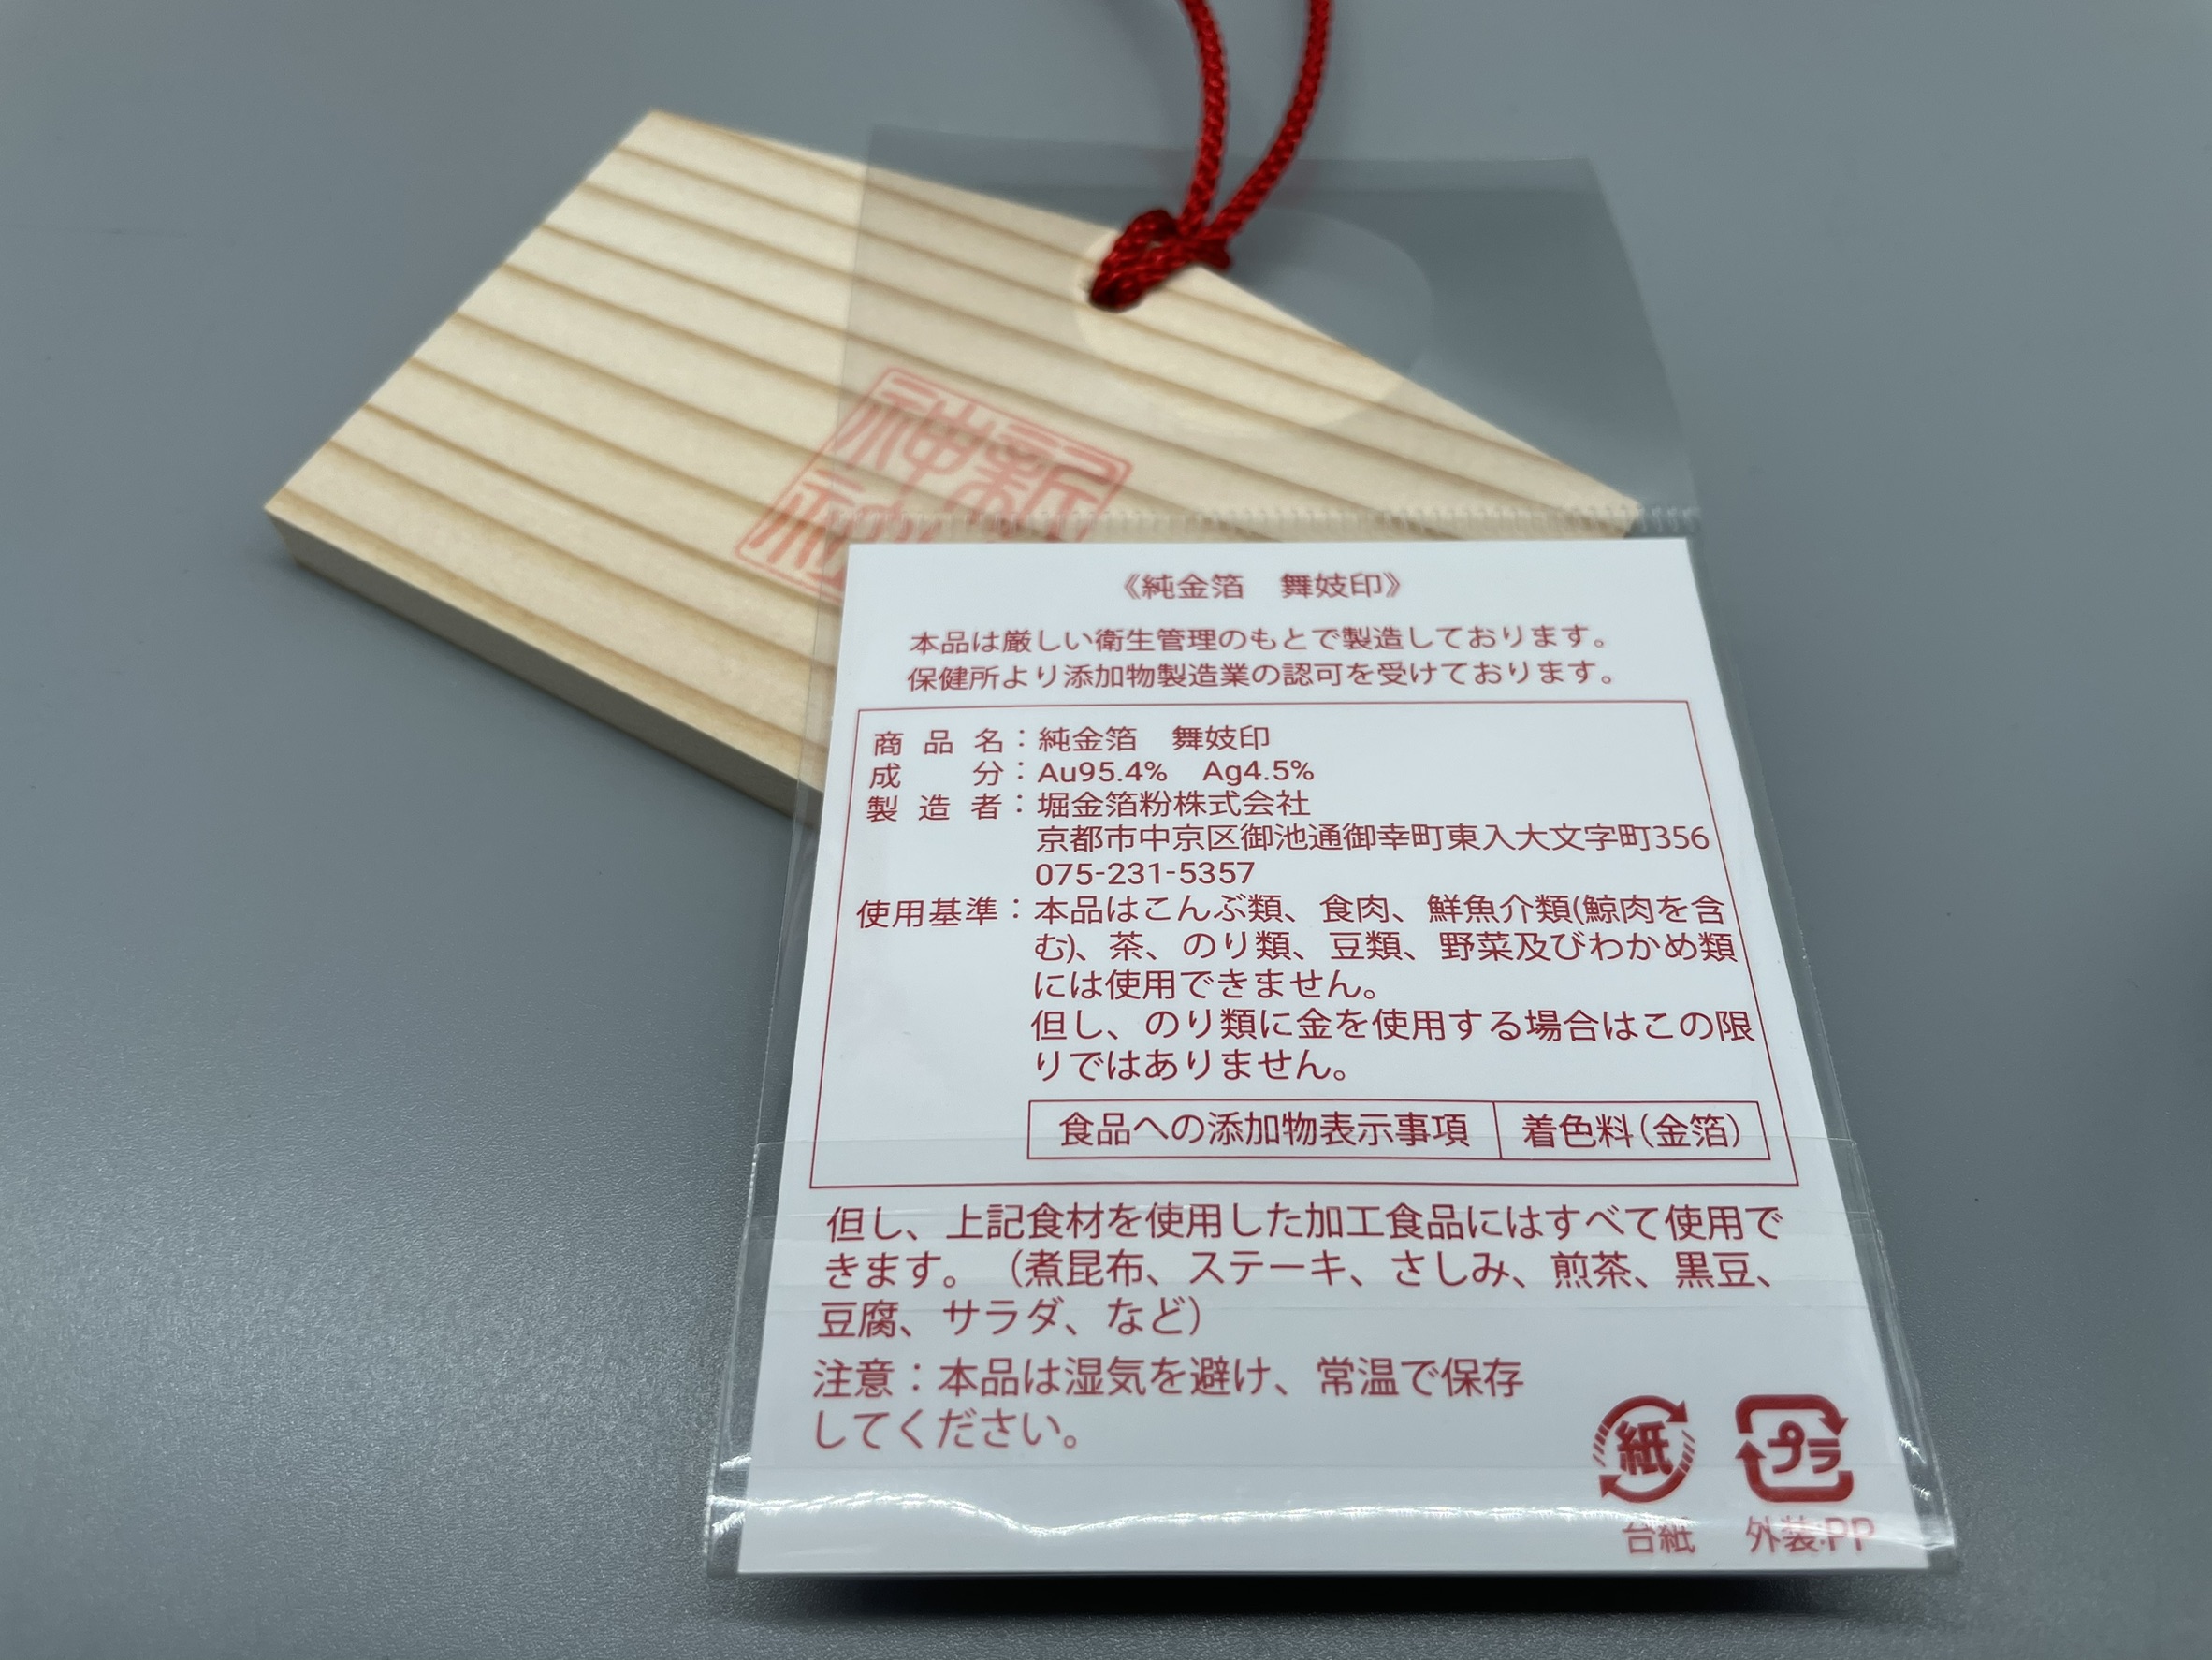 神新
社
《純金箔　舞妓印》
本品は厳しい衛生管理のもとで製造しております。
保健所より添加物製造業の認可を受けております。
商品名：純金箔　舞妓印
成分：Au95.4%　Ag4.5%
製造者：堀金箔粉株式会社
京都市中京区御池通御幸町東入大文字町356
075-231-5357
使用基準：本品はこんぶ類、食肉、鮮魚介類(鯨肉を含
む)、茶、のり類、豆類、野菜及びわかめ類
には使用できません。
但し、のり類に金を使用する場合はこの限
りではありません。
食品への添加物表示事項　着色料(金箔)
但し、上記食材を使用した加工食品にはすべて使用で
きます。（煮昆布、ステーキ、さしみ、煎茶、黒豆、
豆腐、サラダ、など）
注意：本品は湿気を避け、常温で保存
してください。
紙　プラ
台紙　外装:PP